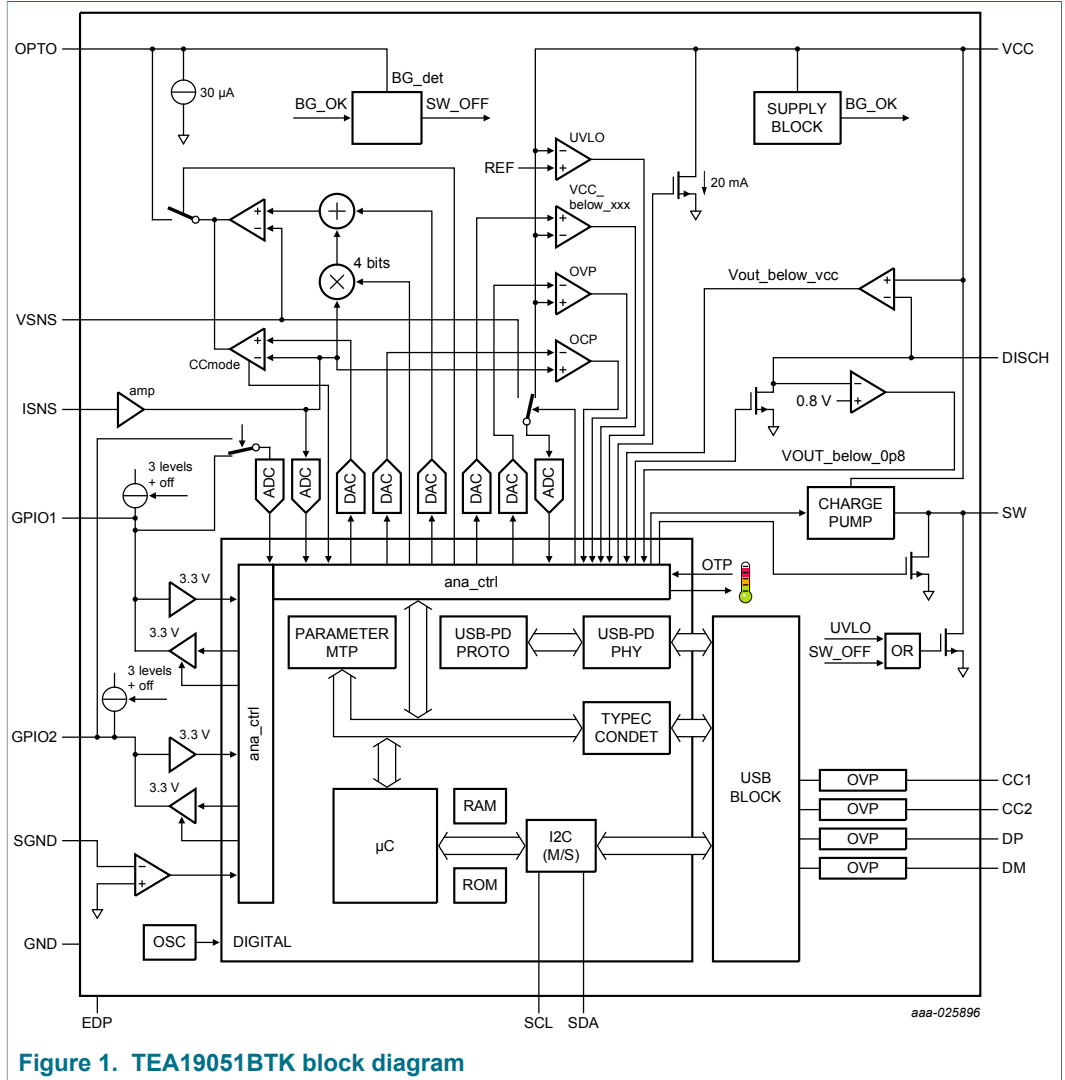 OPTO
VCC
30 µA
BG_det
BG_OK
SW_OFF
SUPPLY
BLOCK
BG_OK
UVLO
REF
20 mA
VCC_
below_xxx
4 bits
OVP
Vout_below_vcc
VSNS
OCP
CCmode
DISCH
amp
ISNS
0.8 V
VOUT_below_0p8
3 levels
+ off
ADC
ADC
DAC
DAC
DAC
DAC
DAC
ADC
GPIO1
CHARGE
PUMP
SW
ana_ctrl
OTP
3.3 V
3.3 V
PARAMETER
MTP
USB-PD
PROTO
USB-PD
PHY
UVLO
SW_OFF
OR
3 levels
+ off
ana_ctrl
TYPEC
CONDET
GPIO2
3.3 V
3.3 V
USB
BLOCK
OVP
CC1
OVP
CC2
OVP
DP
OVP
DM
RAM
µC
I2C
(M/S)
ROM
SGND
GND
OSC
DIGITAL
EDP
SCL
SDA
aaa-025896
Figure 1. TEA19051BTK block diagram